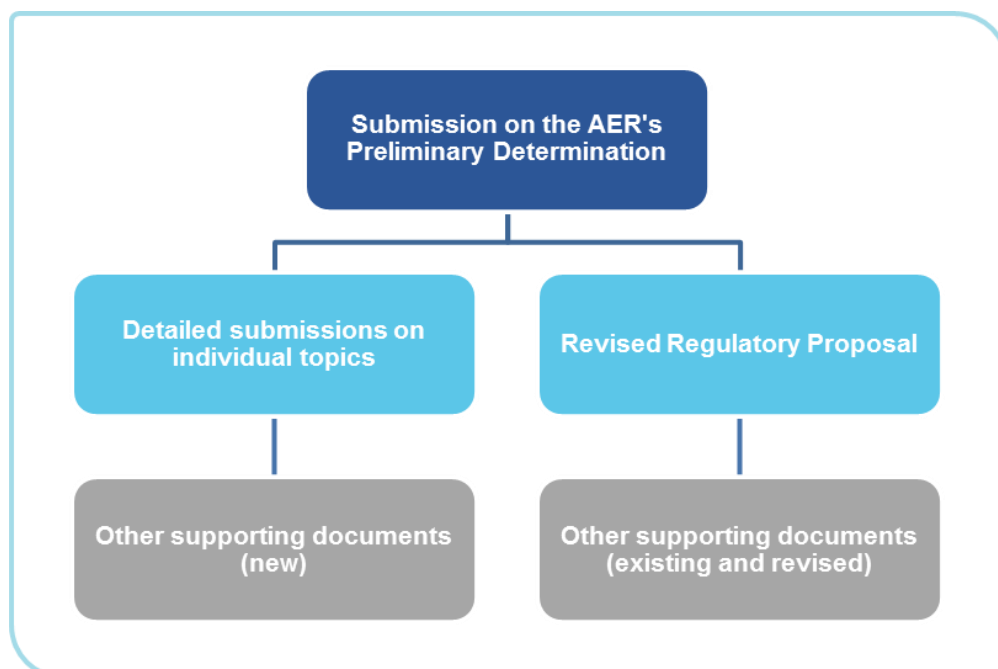 Submission on the AER's
Preliminary Determination
Detailed submissions on
individual topics
Revised Regulatory Proposal
Other supporting documents
(new)
Other supporting documents
(existing and revised)